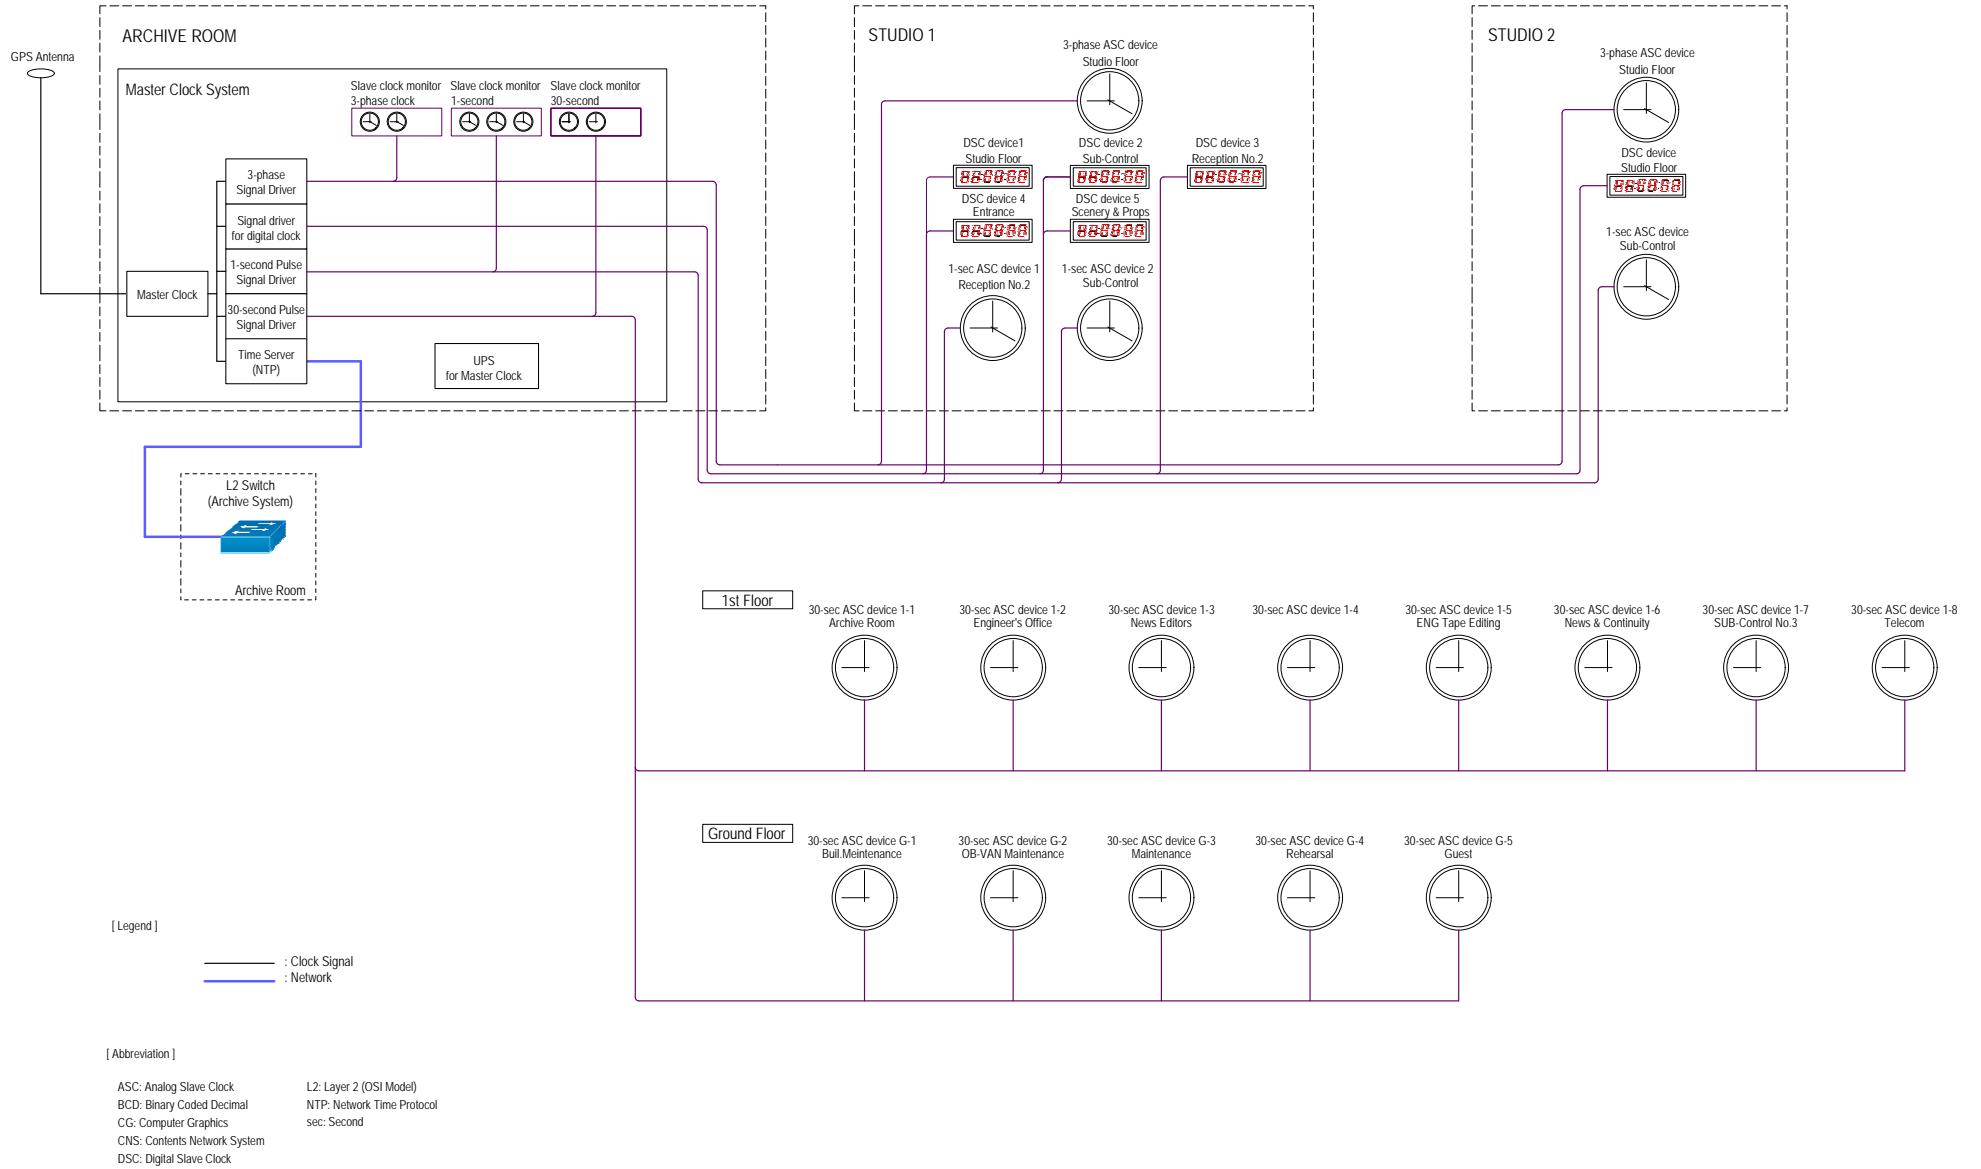 GPS Antenna
ARCHIVE ROOM
Master Clock System
Slave clock monitor
3-phase clock
Slave clock monitor
1-second
Slave clock monitor
30-second
3-phase
Signal Driver
Signal driver
for digital clock
1-second Pulse
Signal Driver
Master Clock
30-second Pulse
Signal Driver
Time Server
(NTP)
UPS
for Master Clock
L2 Switch
(Archive System)
Archive Room
STUDIO 1
3-phase ASC device
Studio Floor
DSC device1
Studio Floor
DSC device 2
Sub-Control
DSC device 3
Reception No.2
DSC device 4
Entrance
DSC device 5
Scenery & Props
1-sec ASC device 1
Reception No.2
1-sec ASC device 2
Sub-Control
STUDIO 2
3-phase ASC device
Studio Floor
DSC device
Studio Floor
1-sec ASC device
Sub-Control
1st Floor
30-sec ASC device 1-1
Archive Room
30-sec ASC device 1-2
Engineer's Office
30-sec ASC device 1-3
News Editors
30-sec ASC device 1-4
30-sec ASC device 1-5
ENG Tape Editing
30-sec ASC device 1-6
News & Continuity
30-sec ASC device 1-7
SUB-Control No.3
30-sec ASC device 1-8
Telecom
Ground Floor
30-sec ASC device G-1
Buil.Meintenance
30-sec ASC device G-2
OB-VAN Maintenance
30-sec ASC device G-3
Maintenance
30-sec ASC device G-4
Rehearsal
30-sec ASC device G-5
Guest
[ Legend ]
: Clock Signal
: Network
[ Abbreviation ]
ASC: Analog Slave Clock
BCD: Binary Coded Decimal
CG: Computer Graphics
CNS: Contents Network System
DSC: Digital Slave Clock
L2: Layer 2 (OSI Model)
NTP: Network Time Protocol
sec: Second